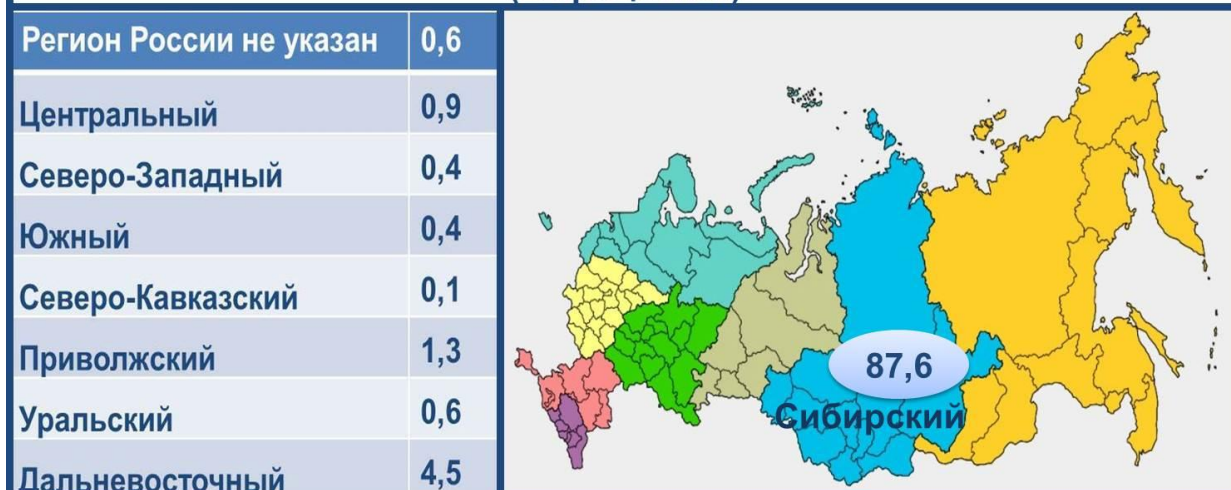 Регион России не указан 0,6
Центральный 0,9
Северо-Западный 0,4
Южный 0,4
Северо-Кавказский 0,1
Приволжский 1,3
Уральский 0,6
Дальневосточный 4,5
87,6
Сибирский